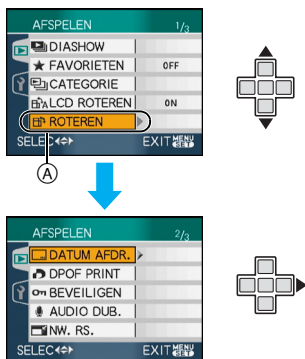 AFSPELEN 1/3
DIASHOW
FAVORIETEN OFF
CATEGORIE
LCD ROTEREN ON
ROTEREN
SELEC EXIT MENU SET
A
AFSPELEN 2/3
DATUM AFDR.
DPOF PRINT
BEVEILIGEN
AUDIO DUB.
NW. RS.
SELEC EXIT MENU SET